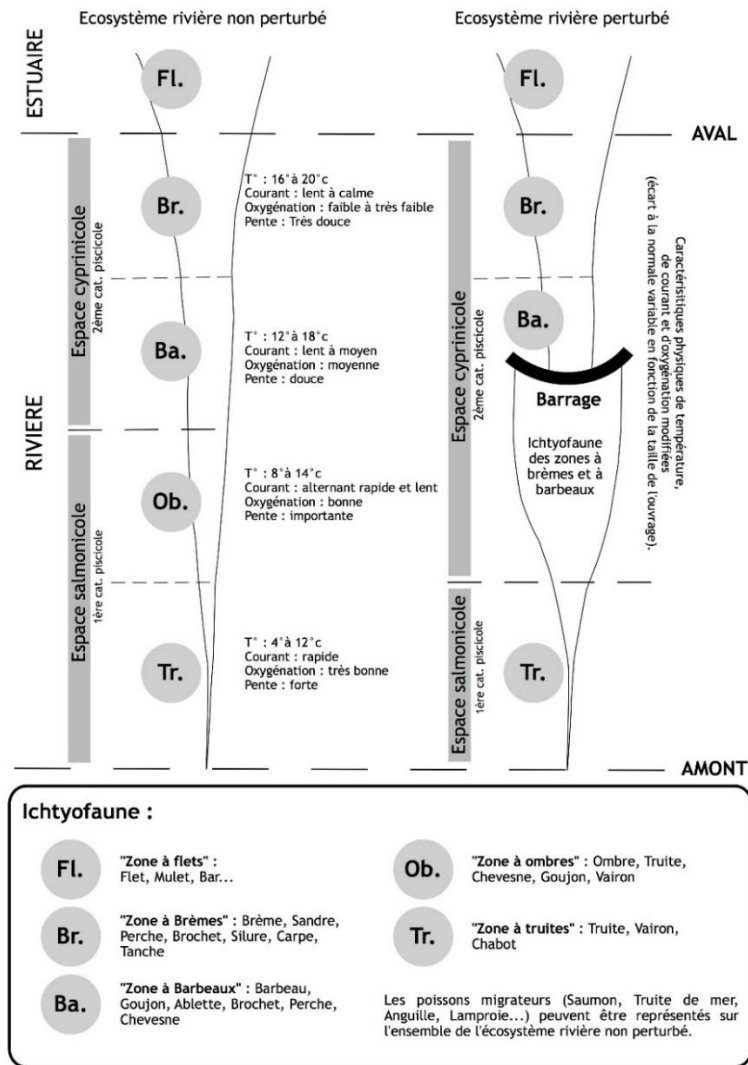 Ecosystème rivière non perturbé
ESTUAIRE
Fl.
RIVIERE
Espace cyprinicole
2ème cat. piscicole
Br.
T° : 16°à 20°c
Courant : lent à calme
Oxygénation : faible à très faible
Pente : Très douce
Ba.
T° : 12°à 18°c
Courant : lent à moyen
Oxygénation : moyenne
Pente : douce
Espace salmonicole
1ère cat. piscicole
Ob.
T° : 8°à 14°c
Courant : alternant rapide et lent
Oxygénation : bonne
Pente : importante
Tr.
T° : 4°à 12°c
Courant : rapide
Oxygénation : très bonne
Pente : forte
Ecosystème rivière perturbé
Fl.
AVAL
Espace cyprinicole
2ème cat. piscicole
Br.
Ba.
Barrage
Ichtyofaune
des zones à
brèmes et à
barbeaux
Caractérisitiques physiques de température,
de courant et d'oxygénation modifiées
(écart à la normale variable en fonction de la taille de l'ouvrage).
Espace salmonicole
1ère cat. piscicole
Tr.
AMONT
Ichtyofaune :
Fl.
"Zone à flets" :
Flet, Mulet, Bar...
Br.
"Zone à Brèmes" : Brème, Sandre,
Perche, Brochet, Silure, Carpe,
Tanche
Ba.
"Zone à Barbeaux" : Barbeau,
Goujon, Ablette, Brochet, Perche,
Chevesne
Ob.
"Zone à ombres" : Ombre, Truite,
Chevesne, Goujon, Vairon
Tr.
"Zone à truites" : Truite, Vairon,
Chabot
Les poissons migrateurs (Saumon, Truite de mer,
Anguille, Lamproie...) peuvent être représentés sur
l'ensemble de l'écosystème rivière non perturbé.